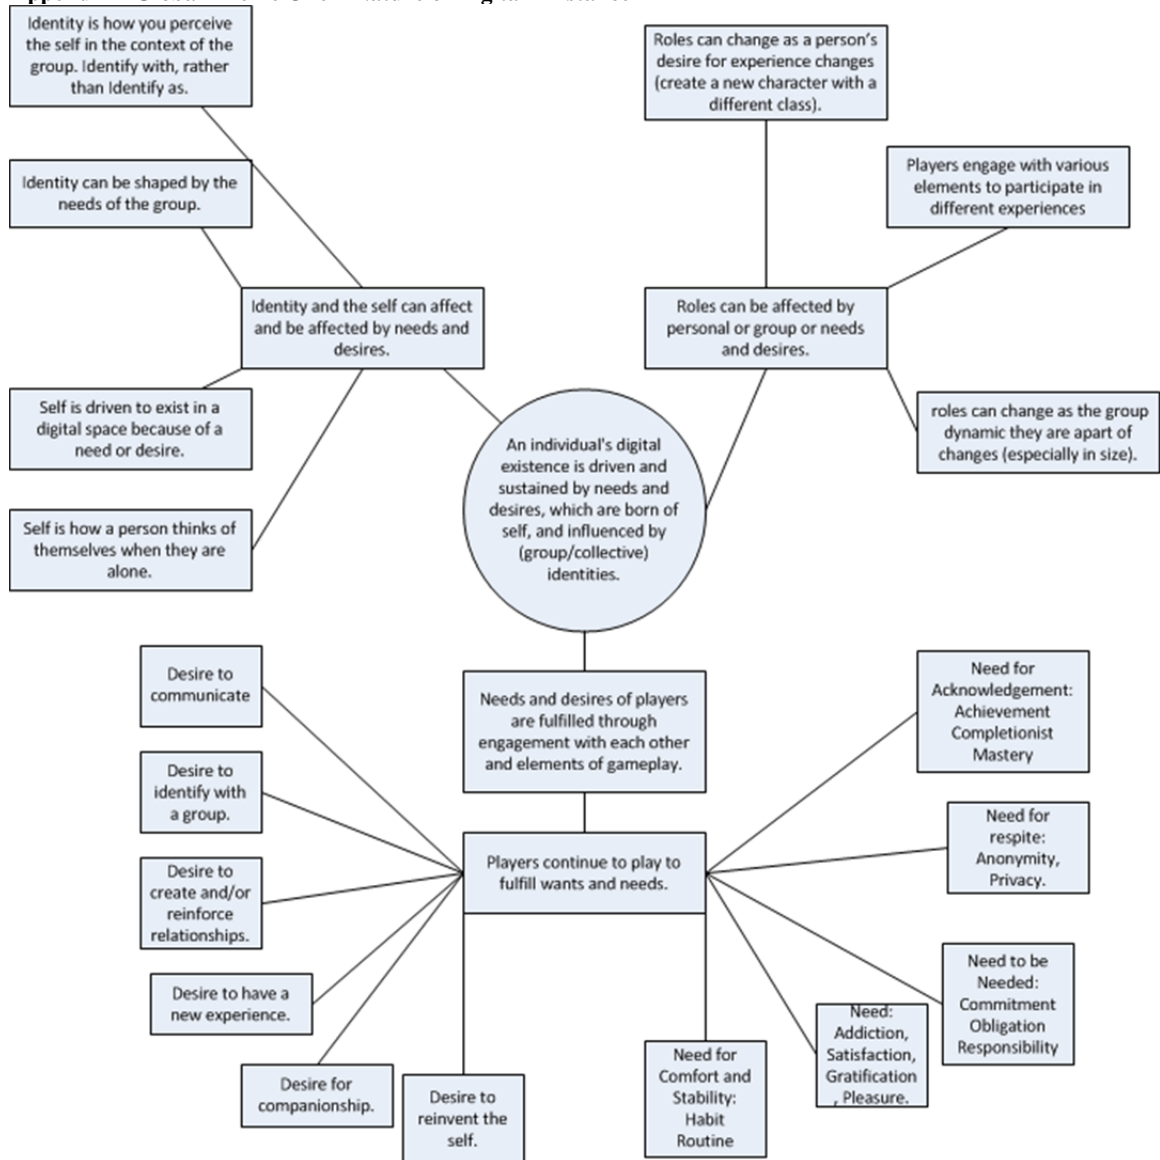 Identity is how you perceive
the self in the context of the
group. Identify with, rather
than Identify as.
Roles can change as a person's
desire for experience changes
(create a new character with a
different class).
Identity can be shaped by the
needs of the group.
Players engage with various
elements to participate in
different experiences
Identity and the self can affect
and be affected by needs and
desires.
Roles can be affected by
personal or group or needs
and desires.
Self is driven to exist in a
digital space because of a
need or desire.
roles can change as the group
dynamic they are apart of
changes (especially in size).
An individual's digital
existence is driven and
sustained by needs and
desires, which are born of
self, and influenced by
(group/collective)
identities.
Self is how a person thinks of
themselves when they are
alone.
Needs and desires of players
are fulfilled through
engagement with each other
and elements of gameplay.
Players continue to play to
fulfill wants and needs.
Desire to
communicate
Desire to
identify with
a group.
Desire to
create and/or
reinforce
relationships.
Desire to have a
new experience.
Desire for
companionship.
Desire to
reinvent the
self.
Need for
Comfort and
Stability:
Habit
Routine
Need:
Addiction,
Satisfaction,
Gratification
, Pleasure.
Need to be
Needed:
Commitment
Obligation
Responsibility
Need for
respite:
Anonymity,
Privacy.
Need for
Acknowledgement:
Achievement
Completionist
Mastery